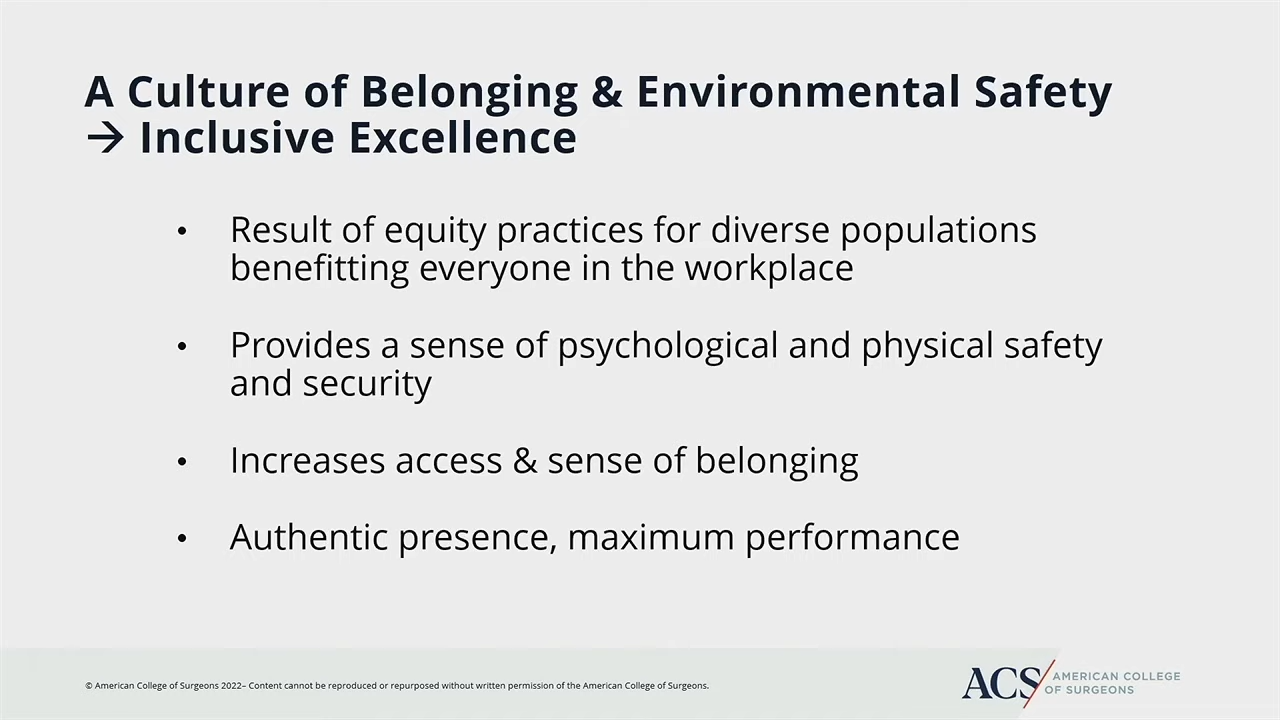 A Culture of Belonging & Environmental Safety
→ Inclusive Excellence
• Result of equity practices for diverse populations
benefitting everyone in the workplace
• Provides a sense of psychological and physical safety
and security
• Increases access & sense of belonging
• Authentic presence, maximum performance
© American College of Surgeons 2022– Content cannot be reproduced or repurposed without written permission of the American College of Surgeons.
ACS AMERICAN COLLEGE
OF SURGEONS